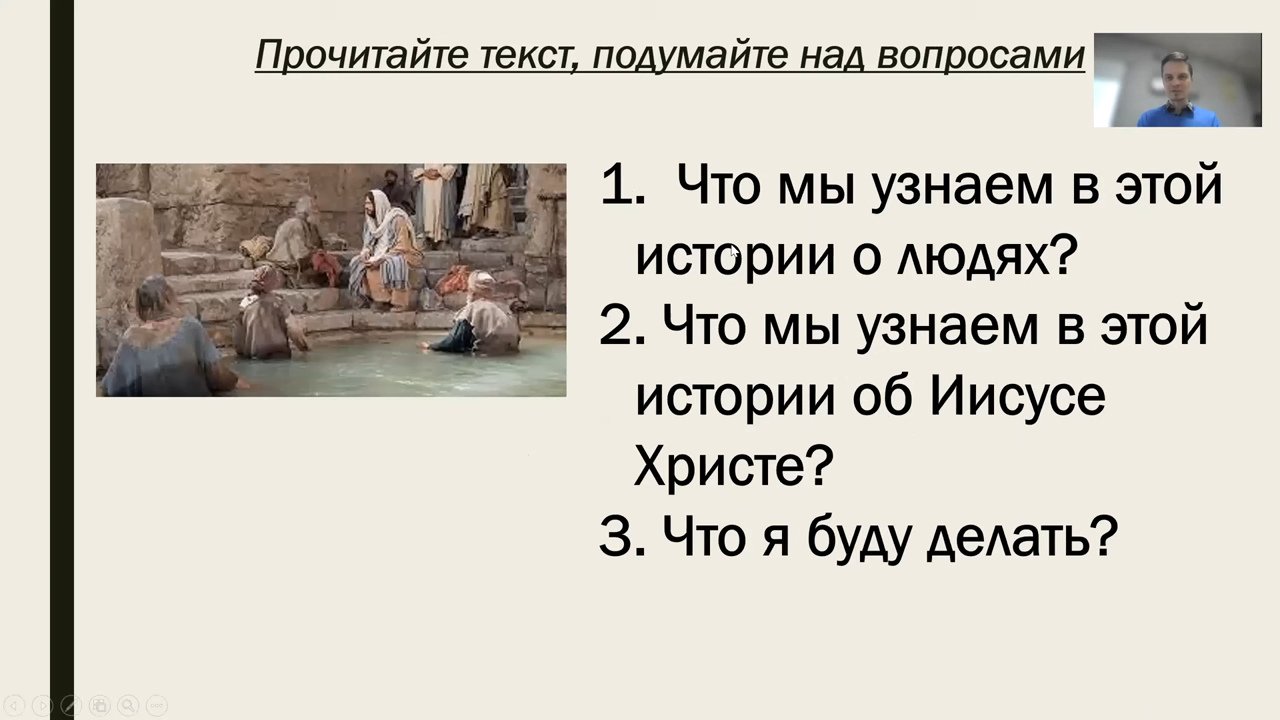 Прочитайте текст, подумайте над вопросами
1. Что мы узнаем в этой
истории о людях?
2. Что мы узнаем в этой
истории об Иисусе
Христе?
3. Что я буду делать?